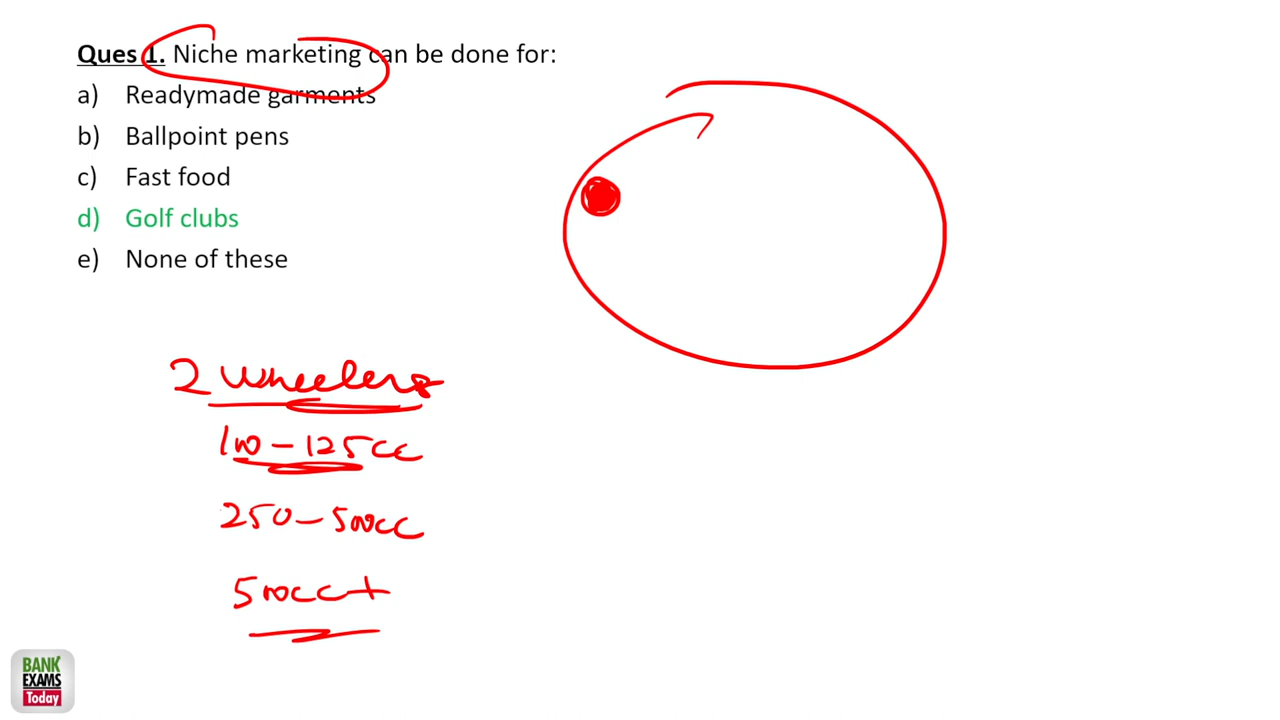 Ques 1. Niche marketing can be done for:
a) Readymade garments
b) Ballpoint pens
c) Fast food
d) Golf clubs
e) None of these
2 wheelers
100 - 125cc
250 - 500cc
500cc +
BANK
EXAMS
Today